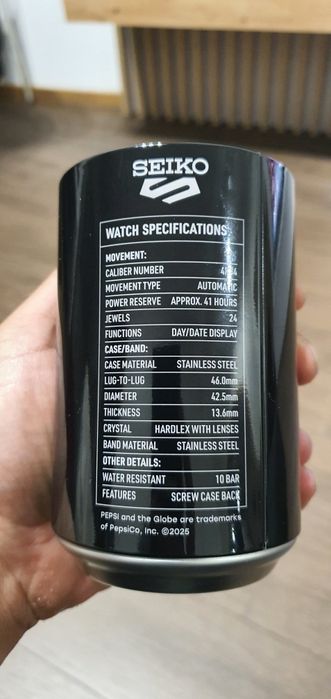 SEIKO
WATCH SPECIFICATIONS
MOVEMENT:
CALIBER NUMBER
MOVEMENT TYPE AUTOMATIC
POWER RESERVE APPROX. 41 HOURS
JEWELS 24
FUNCTIONS DAY/DATE DISPLAY
CASE/BAND:
CASE MATERIAL STAINLESS STEEL
LUG-TO-LUG 46.0mm
DIAMETER 42.5mm
THICKNESS 13.6mm
CRYSTAL HARDLEX WITH LENSES
BAND MATERIAL STAINLESS STEEL
OTHER DETAILS:
WATER RESISTANT 10 BAR
FEATURES SCREW CASE BACK
PEPSI and the Globe are trademarks
of PepsiCo, Inc. ©2025